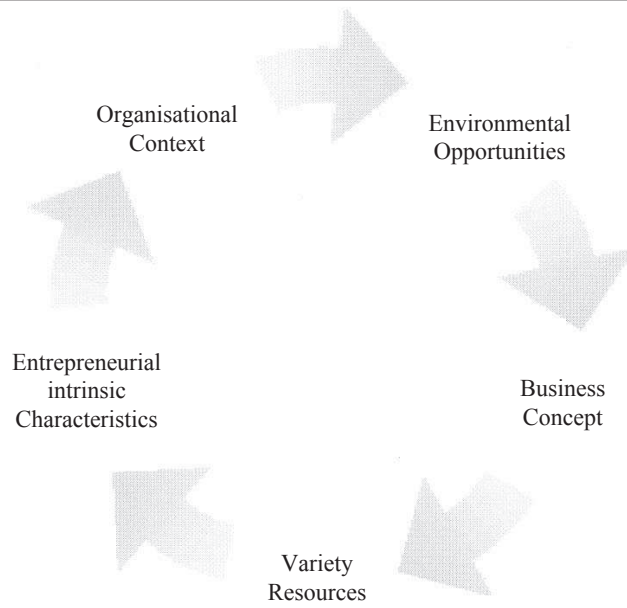 Organisational
Context
Environmental
Opportunities
Business
Concept
Variety
Resources
Entrepreneurial
intrinsic
Characteristics